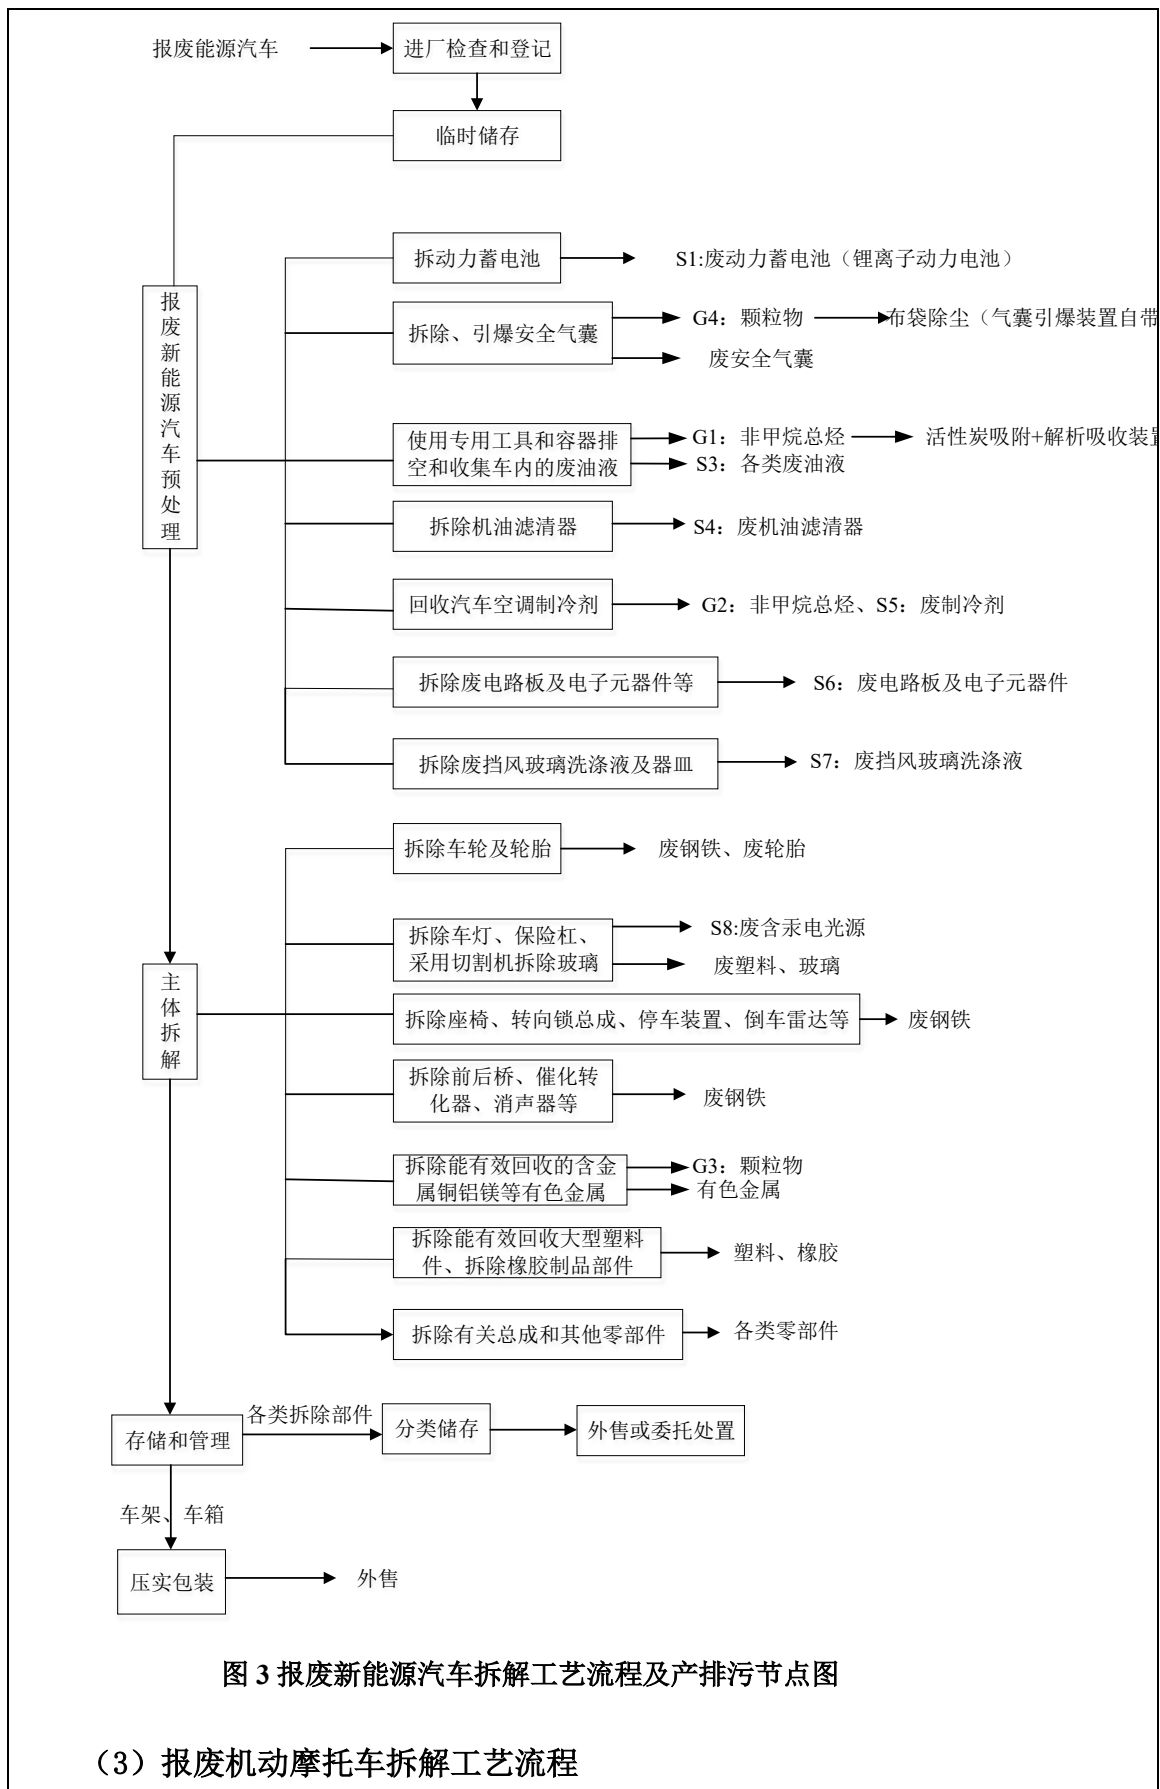 报废能源汽车
进厂检查和登记
临时储存
报废新能源汽车预处理
拆动力蓄电池
S1:废动力蓄电池（锂离子动力电池）
拆除、引爆安全气囊
G4：颗粒物
布袋除尘（气囊引爆装置自带
废安全气囊
使用专用工具和容器排
空和收集车内的废油液
G1：非甲烷总烃
活性炭吸附+解析吸收装置
S3：各类废油液
拆除机油滤清器
S4：废机油滤清器
回收汽车空调制冷剂
G2：非甲烷总烃、S5：废制冷剂
拆除废电路板及电子元器件等
S6：废电路板及电子元器件
拆除废挡风玻璃洗涤液及器皿
S7：废挡风玻璃洗涤液
主体拆解
拆除车轮及轮胎
废钢铁、废轮胎
拆除车灯、保险杠、
采用切割机拆除玻璃
S8:废含汞电光源
废塑料、玻璃
拆除座椅、转向锁总成、停车装置、倒车雷达等
废钢铁
拆除前后桥、催化转
化器、消声器等
废钢铁
拆除能有效回收的含金
属铜铝镁等有色金属
G3：颗粒物
有色金属
拆除能有效回收大型塑料
件、拆除橡胶制品部件
塑料、橡胶
拆除有关总成和其他零部件
各类零部件
存储和管理
各类拆除部件
分类储存
外售或委托处置
车架、车箱
压实包装
外售
图 3 报废新能源汽车拆解工艺流程及产排污节点图
（3）报废机动摩托车拆解工艺流程